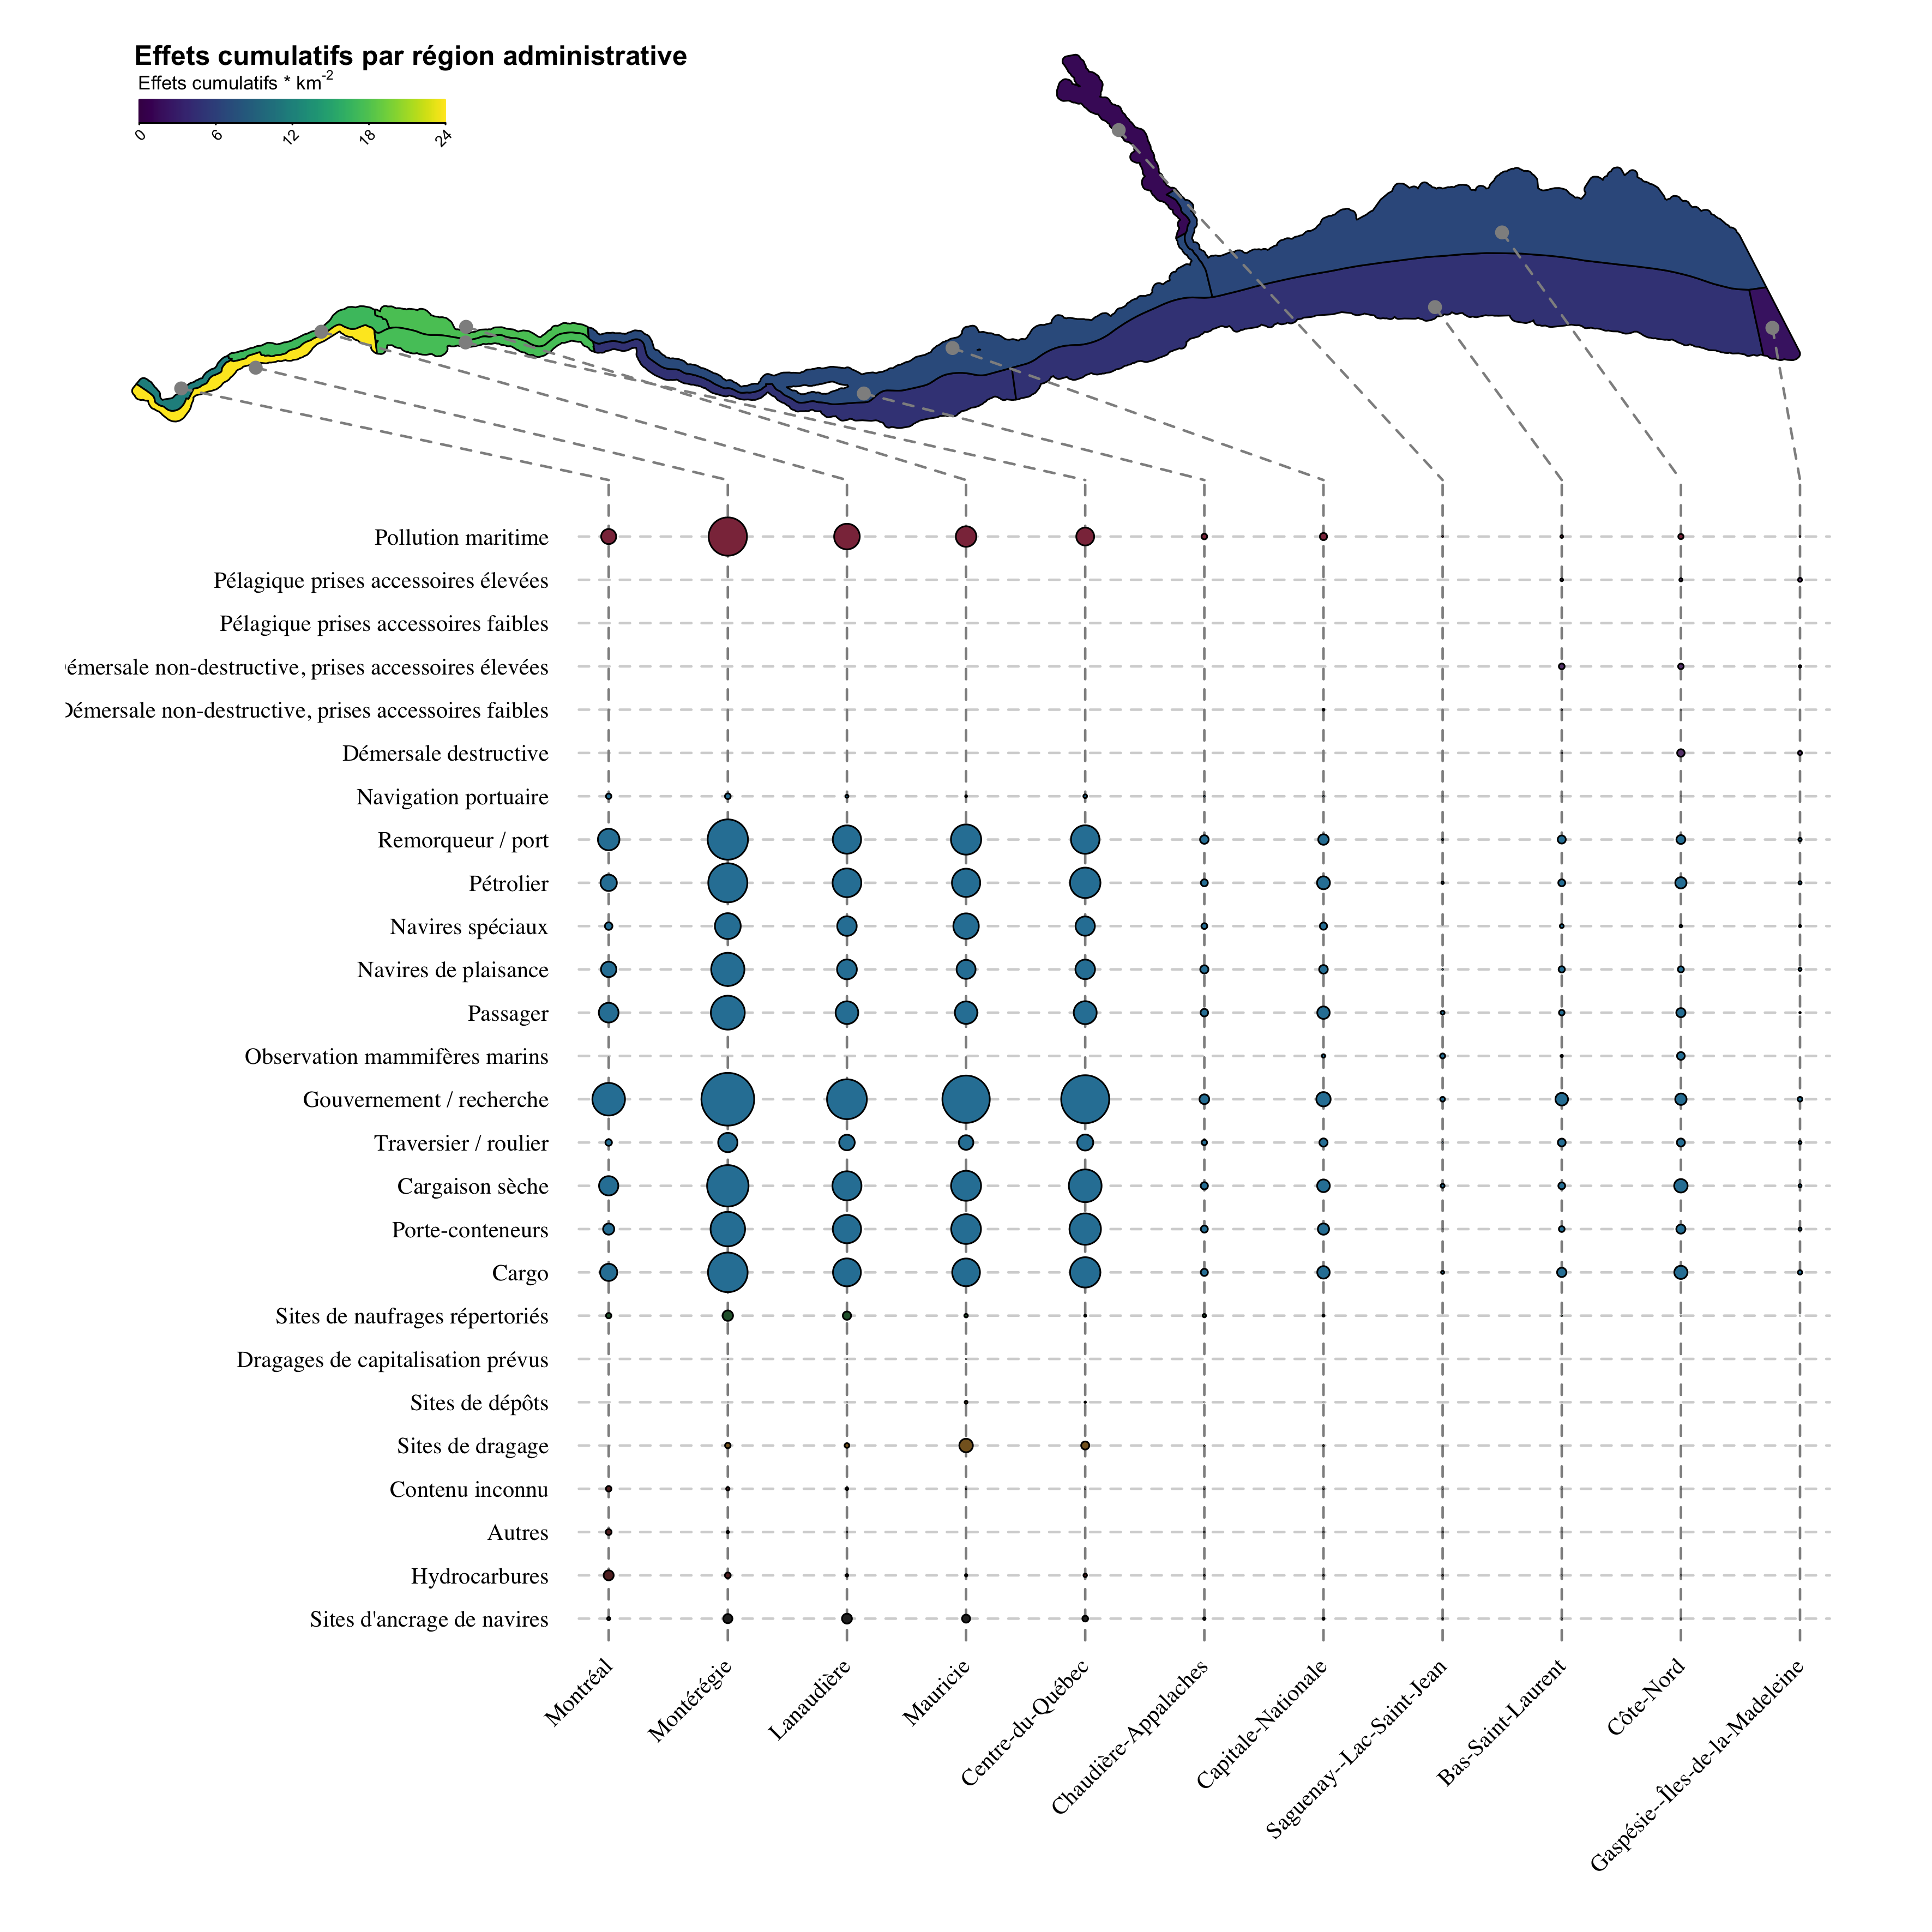 Effets cumulatifs par région administrative
Effets cumulatifs * km-2
0 6 12 18 24
Pollution maritime
Pélagique prises accessoires élevées
Pélagique prises accessoires faibles
émersale non-destructive, prises accessoires élevées
Démersale non-destructive, prises accessoires faibles
Démersale destructive
Navigation portuaire
Remorqueur / port
Pétrolier
Navires spéciaux
Navires de plaisance
Passager
Observation mammifères marins
Gouvernement / recherche
Traversier / roulier
Cargaison sèche
Porte-conteneurs
Cargo
Sites de naufrages répertoriés
Dragages de capitalisation prévus
Sites de dépôts
Sites de dragage
Contenu inconnu
Autres
Hydrocarbures
Sites d'ancrage de navires
Montréal
Montérégie
Lanaudière
Mauricie
Centre-du-Québec
Chaudière-Appalaches
Capitale-Nationale
Saguenay--Lac-Saint-Jean
Bas-Saint-Laurent
Côte-Nord
Gaspésie--Îles-de-la-Madeleine